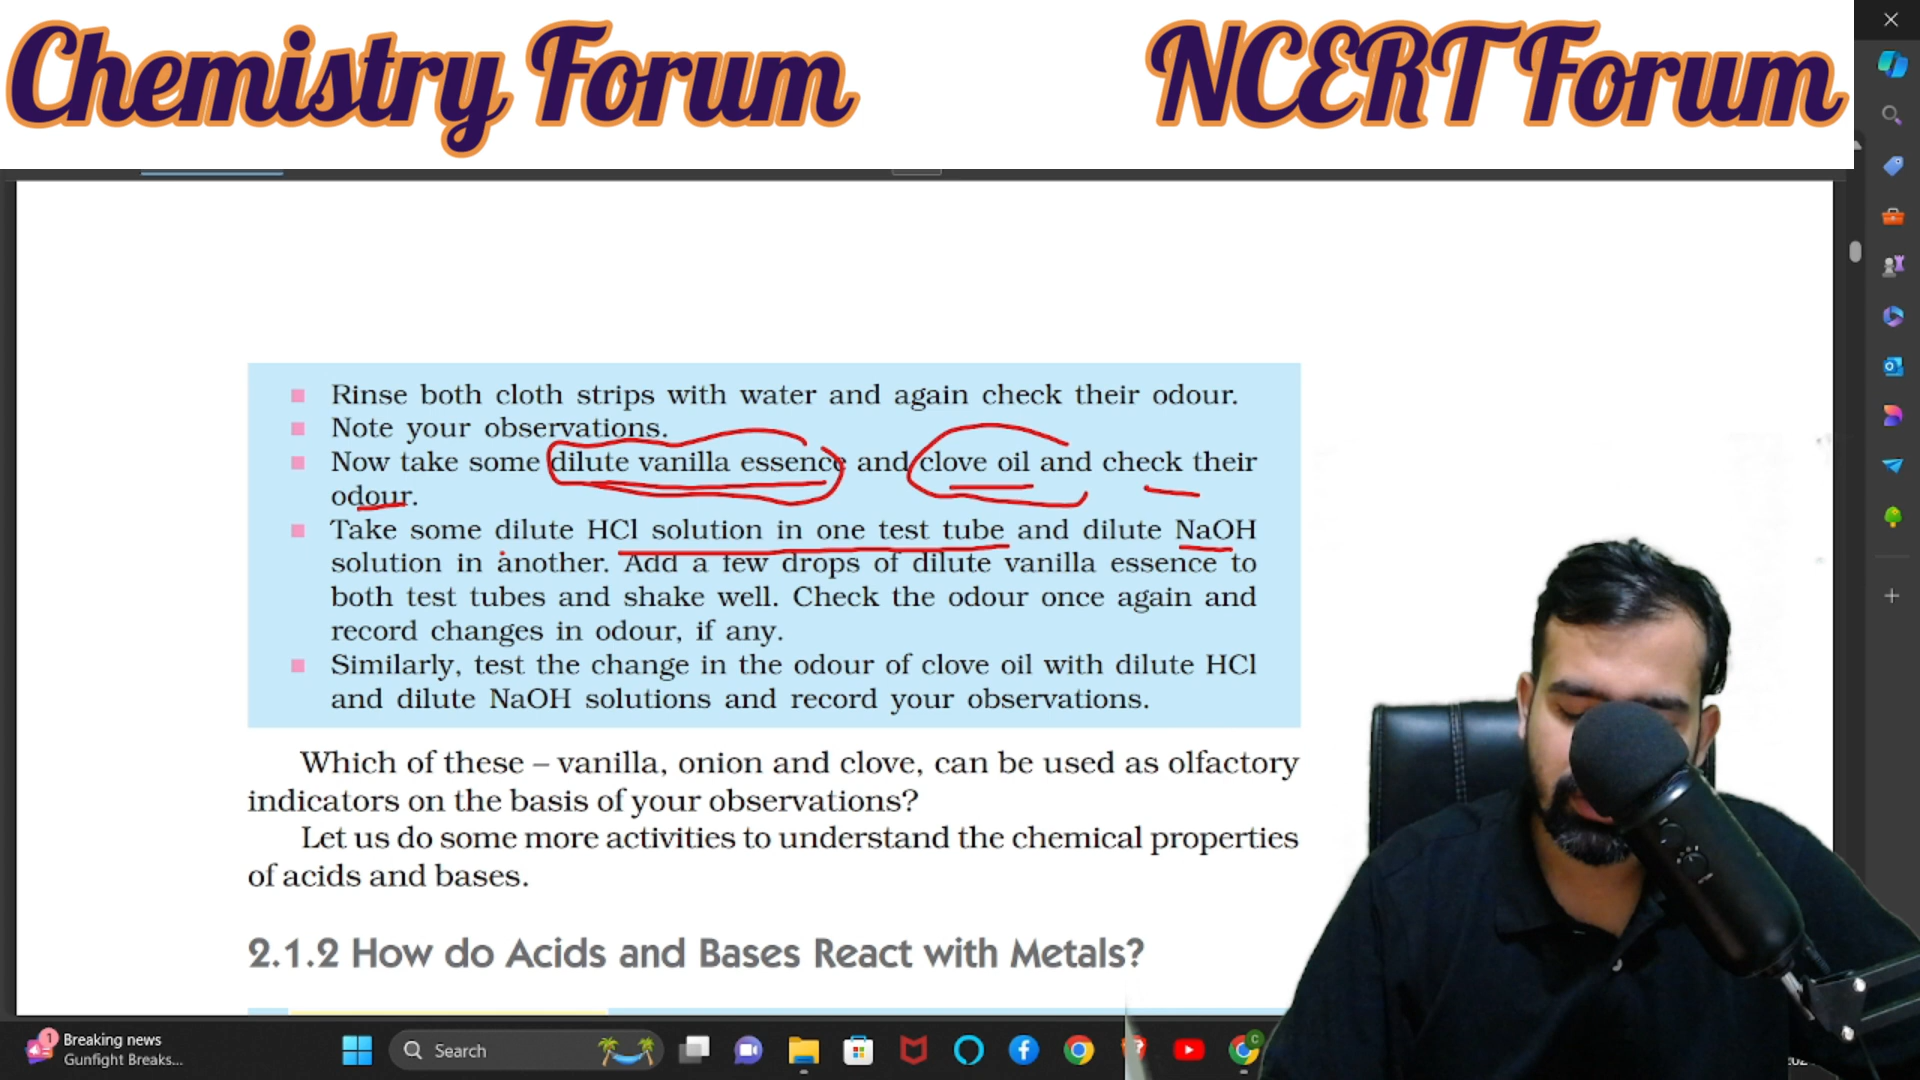 Chemistry Forum
NCERT Forum
Rinse both cloth strips with water and again check their odour.
Note your observations.
Now take some dilute vanilla essence and clove oil and check their
odour.
Take some dilute HCl solution in one test tube and dilute NaOH
solution in another. Add a few drops of dilute vanilla essence to
both test tubes and shake well. Check the odour once again and
record changes in odour, if any.
Similarly, test the change in the odour of clove oil with dilute HCl
and dilute NaOH solutions and record your observations.
Which of these – vanilla, onion and clove, can be used as olfactory
indicators on the basis of your observations?
Let us do some more activities to understand the chemical properties
of acids and bases.
2.1.2 How do Acids and Bases React with Metals?
1
Breaking news
Gunfight Breaks...
Search